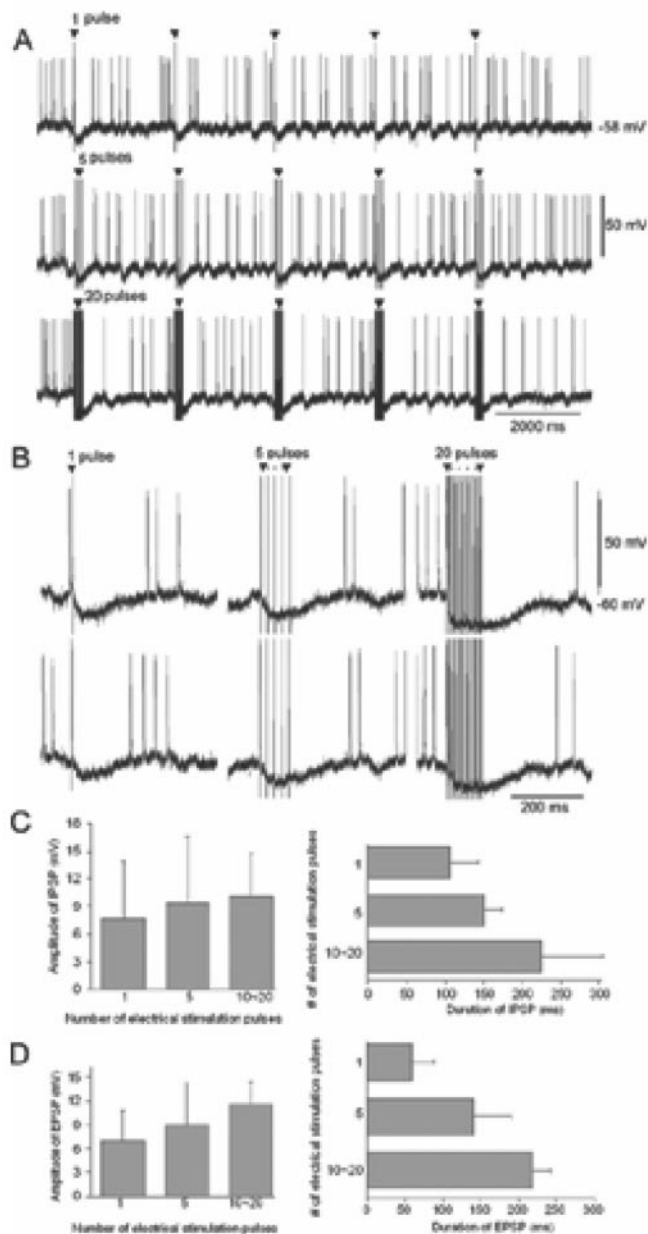 A
1 pulse
-58 mV
5 pulses
50 mV
20 pulses
2000 ms
B
1 pulse
5 pulses
20 pulses
50 mV
-60 mV
200 ms
C
Amplitude of IPSP (mV)
18
15
12
9
6
3
0
1
5
10~20
Number of electrical stimulation pulses
# of electrical stimulation pulses
1
5
10~20
0
50
100
150
200
250
300
Duration of IPSP (ms)
D
Amplitude of EPSP (mV)
15
12
9
6
3
0
5
10~20
Number of electrical stimulation pulses
# of electrical stimulation pulses
1
5
10~20
0
50
100
150
200
250
300
Duration of EPSP (ms)